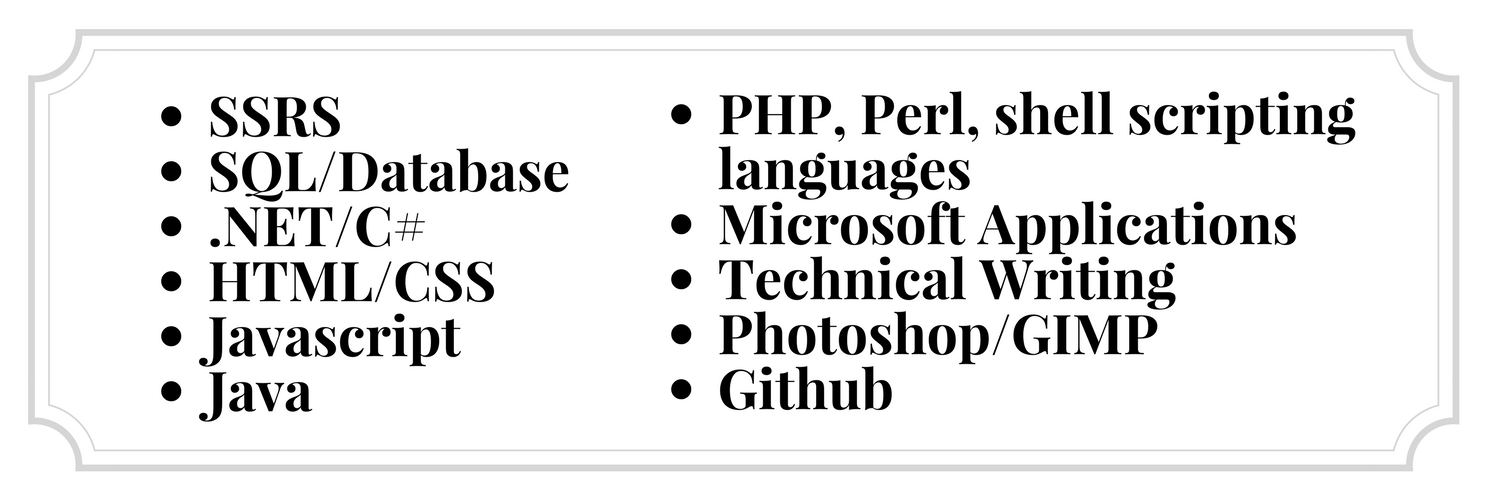 • SSRS
• SQL/Database
• .NET/C#
• HTML/CSS
• Javascript
• Java
• PHP, Perl, shell scripting
languages
• Microsoft Applications
• Technical Writing
• Photoshop/GIMP
• Github